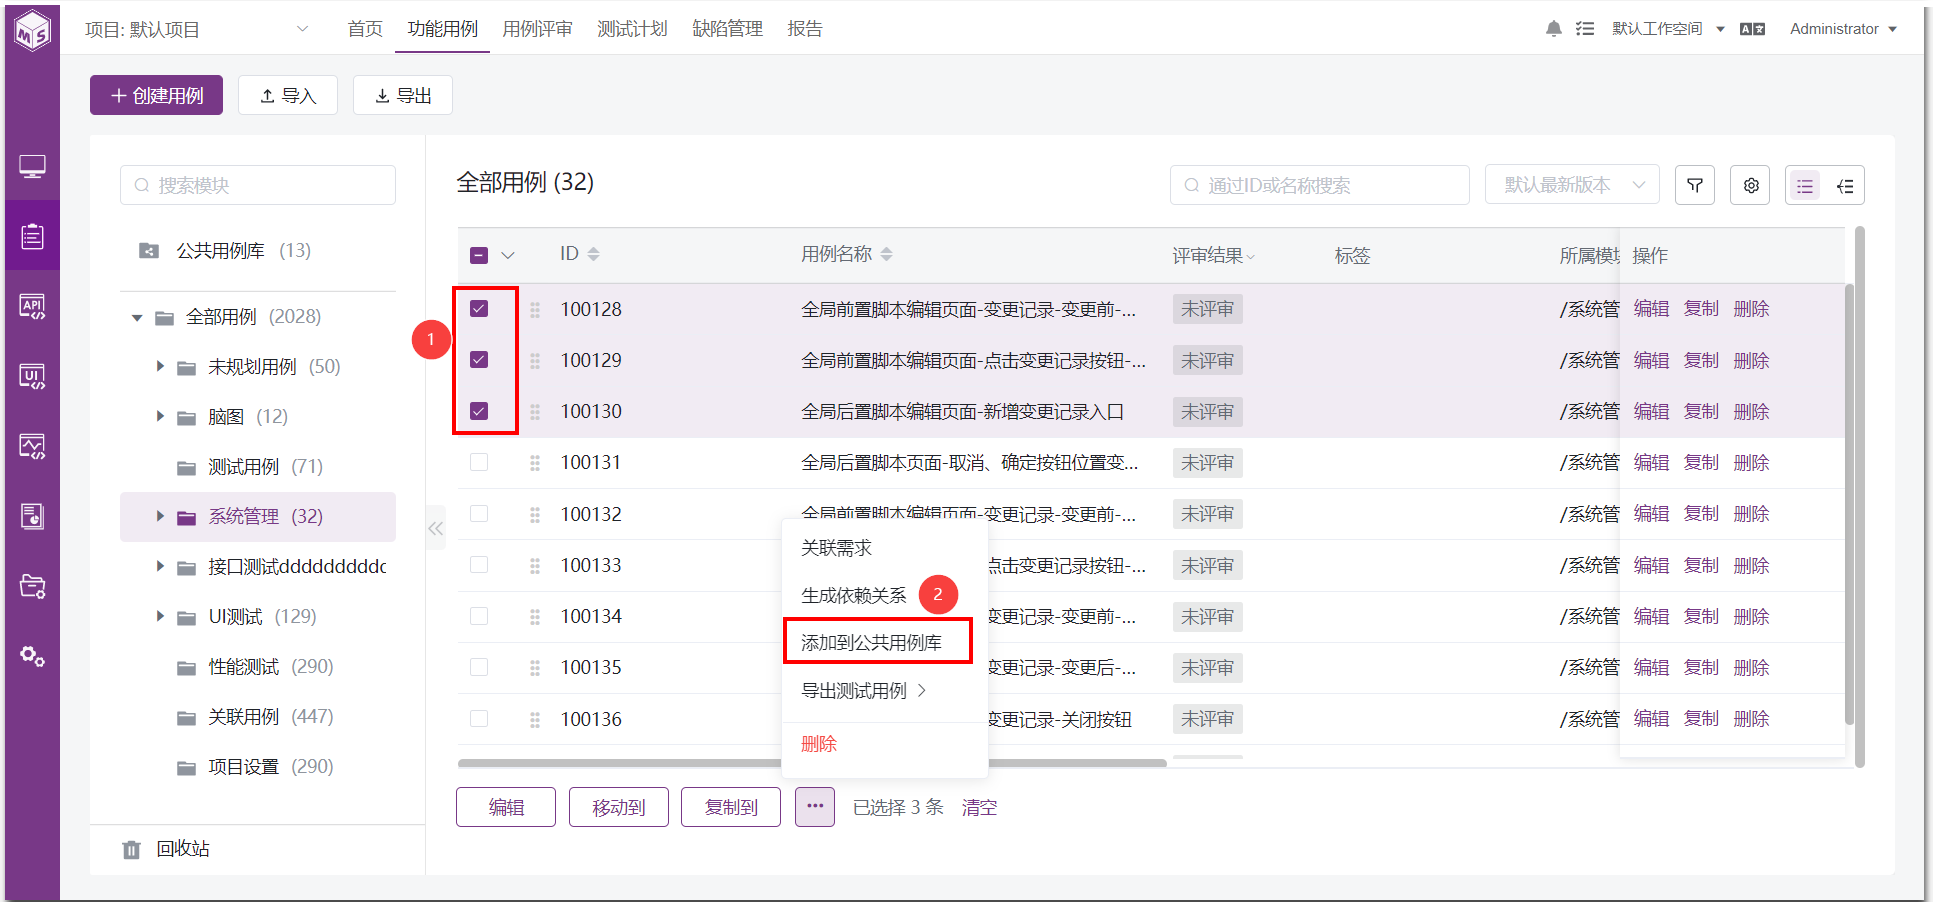 项目: 默认项目
首页 功能用例 用例评审 测试计划 缺陷管理 报告
默认工作空间
Administrator
创建用例 导入 导出
搜索模块
公共用例库 (13)
全部用例 (2028)
未规划用例 (50)
脑图 (12)
测试用例 (71)
系统管理 (32)
接口测试dddddddddd
UI测试 (129)
性能测试 (290)
关联用例 (447)
项目设置 (290)
回收站
全部用例 (32)
通过ID或名称搜索
默认最新版本
ID 用例名称 评审结果 标签 所属模 操作
1
100128 全局前置脚本编辑页面-变更记录-变更前-... 未评审 /系统管 编辑 复制 删除
100129 全局前置脚本编辑页面-点击变更记录按钮-... 未评审 /系统管 编辑 复制 删除
100130 全局后置脚本编辑页面-新增变更记录入口 未评审 /系统管 编辑 复制 删除
100131 全局后置脚本页面-取消、确定按钮位置变... 未评审 /系统管 编辑 复制 删除
100132 全局前置脚本编辑页面-变更记录-变更前-... 未评审 /系统管 编辑 复制 删除
100133 点击变更记录按钮-... 未评审 /系统管 编辑 复制 删除
100134 变更记录-变更前-... 未评审 /系统管 编辑 复制 删除
100135 变更记录-变更后-... 未评审 /系统管 编辑 复制 删除
100136 变更记录-关闭按钮 未评审 /系统管 编辑 复制 删除
关联需求
生成依赖关系
2
添加到公共用例库
导出测试用例
删除
编辑 移动到 复制到 ... 已选择 3 条 清空
MS
API
UI